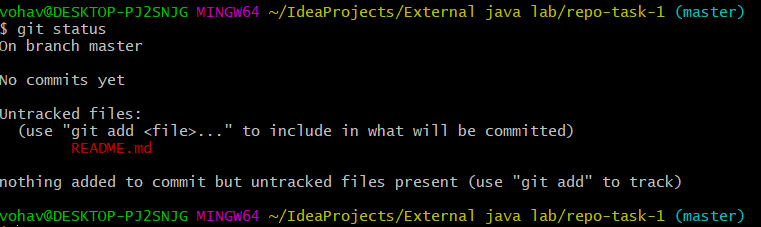 vohav@DESKTOP-PJ2SNJG MINGW64 ~/IdeaProjects/External java lab/repo-task-1 (master)
$ git status
On branch master
No commits yet
Untracked files:
(use "git add <file>..." to include in what will be committed)
README.md
nothing added to commit but untracked files present (use "git add" to track)
vohav@DESKTOP-PJ2SNJG MINGW64 ~/IdeaProjects/External java lab/repo-task-1 (master)